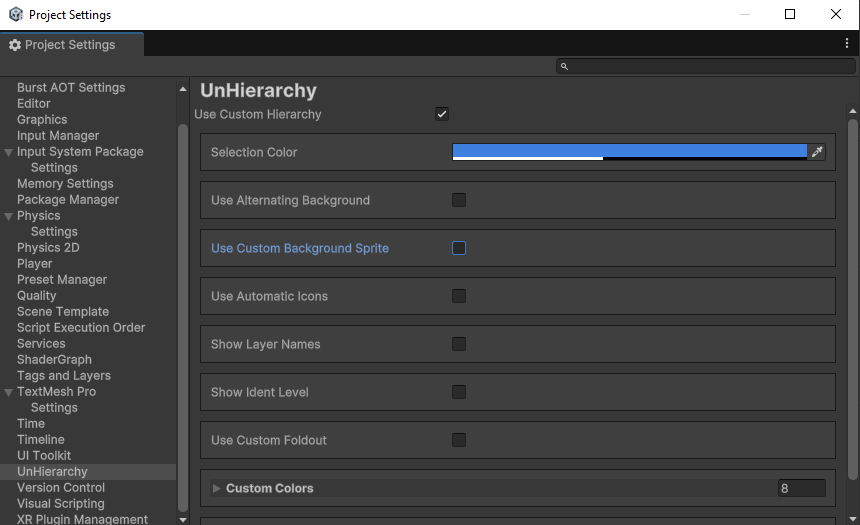 Project Settings
Project Settings
Burst AOT Settings
Editor
Graphics
Input Manager
Input System Package
Settings
Memory Settings
Package Manager
Physics
Settings
Physics 2D
Player
Preset Manager
Quality
Scene Template
Script Execution Order
Services
ShaderGraph
Tags and Layers
TextMesh Pro
Settings
Time
Timeline
UI Toolkit
UnHierarchy
Version Control
Visual Scripting
XR Plugin Management
UnHierarchy
Use Custom Hierarchy
Selection Color
Use Alternating Background
Use Custom Background Sprite
Use Automatic Icons
Show Layer Names
Show Ident Level
Use Custom Foldout
Custom Colors 8